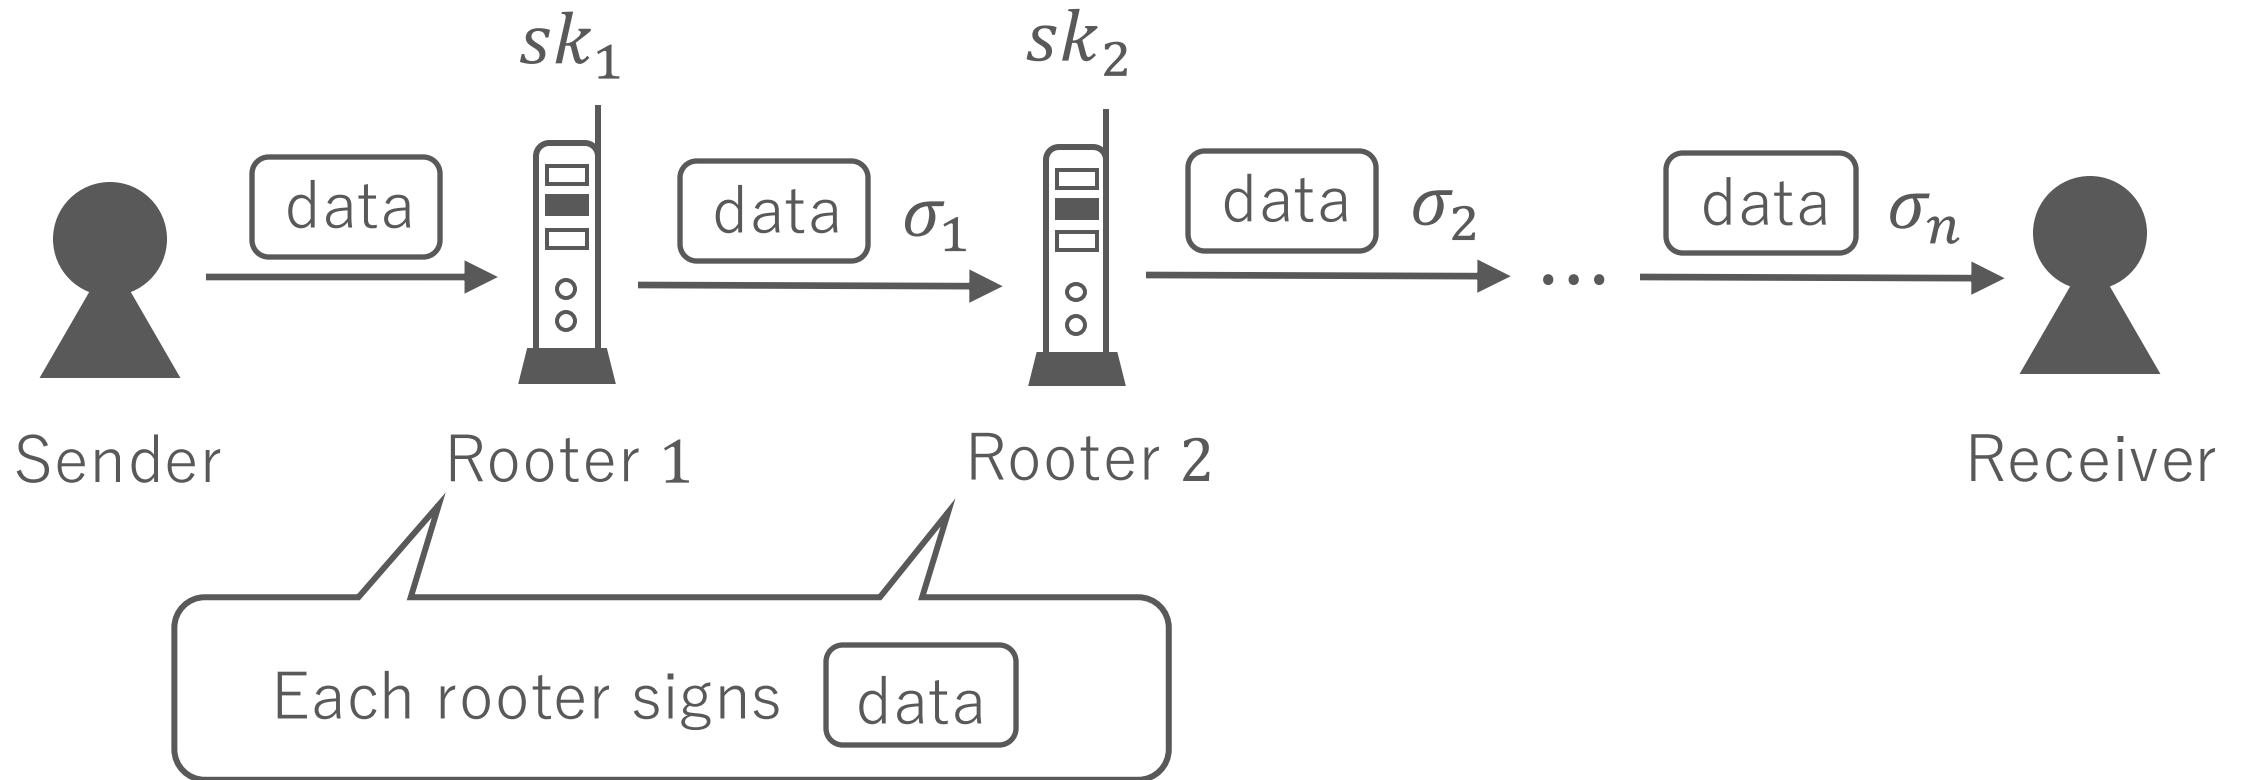 sk₁ sk₂
data data σ₁ data σ₂ data σₙ
...
Sender Rooter 1 Rooter 2 Receiver
Each rooter signs data